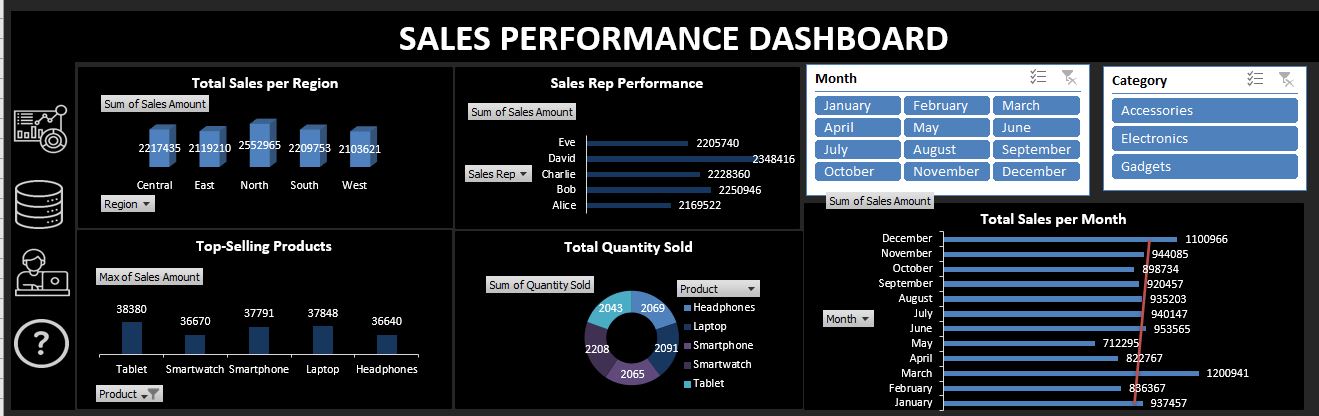 SALES PERFORMANCE DASHBOARD
Total Sales per Region
Sum of Sales Amount
2217435 2119210 2552965 2209753 2103621
Central East North South West
Region
Sales Rep Performance
Sum of Sales Amount
Sales Rep
Eve 2205740
David 2348416
Charlie 2228360
Bob 2250946
Alice 2169522
Month
January February March
April May June
July August September
October November December
Category
Accessories
Electronics
Gadgets
Top-Selling Products
Max of Sales Amount
38380 36670 37791 37848 36640
Tablet Smartwatch Smartphone Laptop Headphones
Product
Total Quantity Sold
Sum of Quantity Sold
2043 2069
2208 2091
2065
Product
Headphones
Laptop
Smartphone
Smartwatch
Tablet
Sum of Sales Amount
Total Sales per Month
Month
December 1100966
November 944085
October 898734
September 920457
August 935203
July 940147
June 953565
May 712295
April 822767
March 1200941
February 836367
January 937457
?